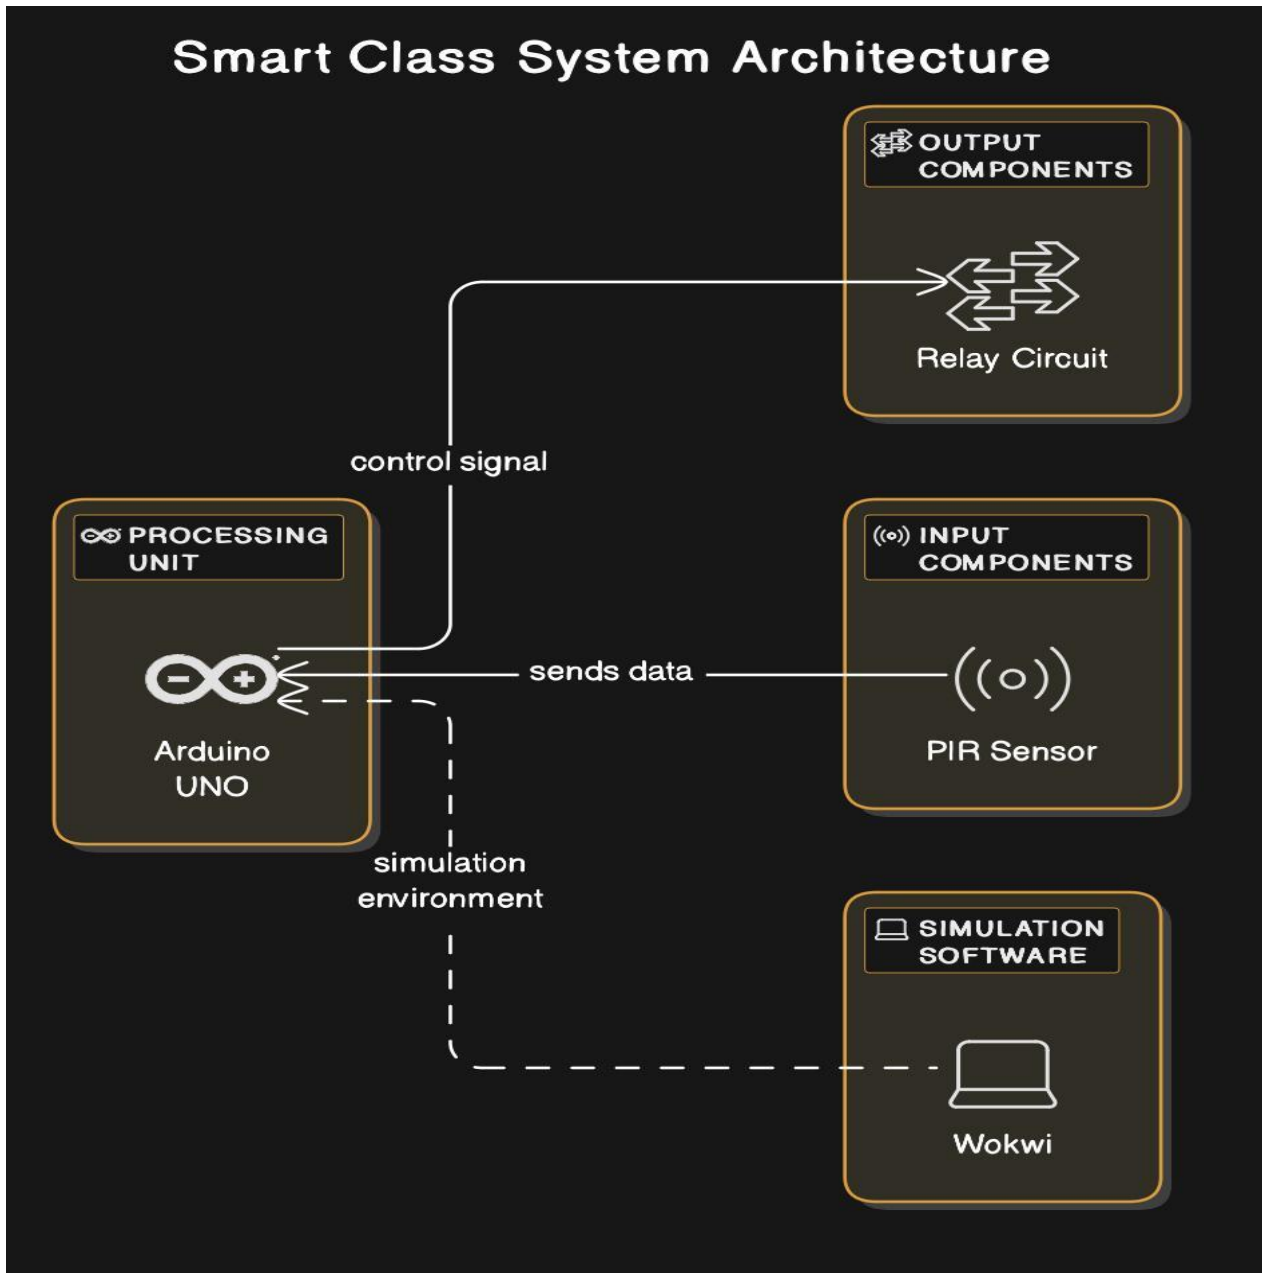 Smart Class System Architecture
OUTPUT
COMPONENTS
Relay Circuit
control signal
PROCESSING
UNIT
Arduino
UNO
INPUT
COMPONENTS
sends data
PIR Sensor
simulation
environment
SIMULATION
SOFTWARE
Wokwi